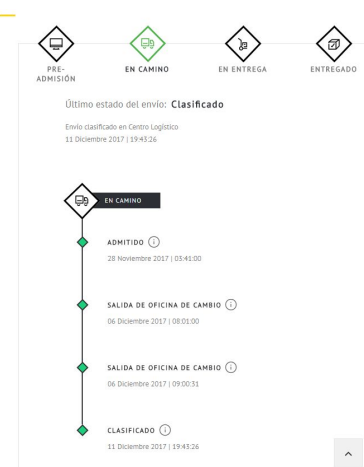 PRE-
ADMISIÓN
EN CAMINO
EN ENTREGA
ENTREGADO
Último estado del envío: Clasificado
Envío clasificado en Centro Logístico
11 Diciembre 2017 | 19:43:26
EN CAMINO
ADMITIDO i
28 Noviembre 2017 | 03:41:00
SALIDA DE OFICINA DE CAMBIO i
06 Diciembre 2017 | 08:01:00
SALIDA DE OFICINA DE CAMBIO i
06 Diciembre 2017 | 09:00:31
CLASIFICADO i
11 Diciembre 2017 | 19:43:26